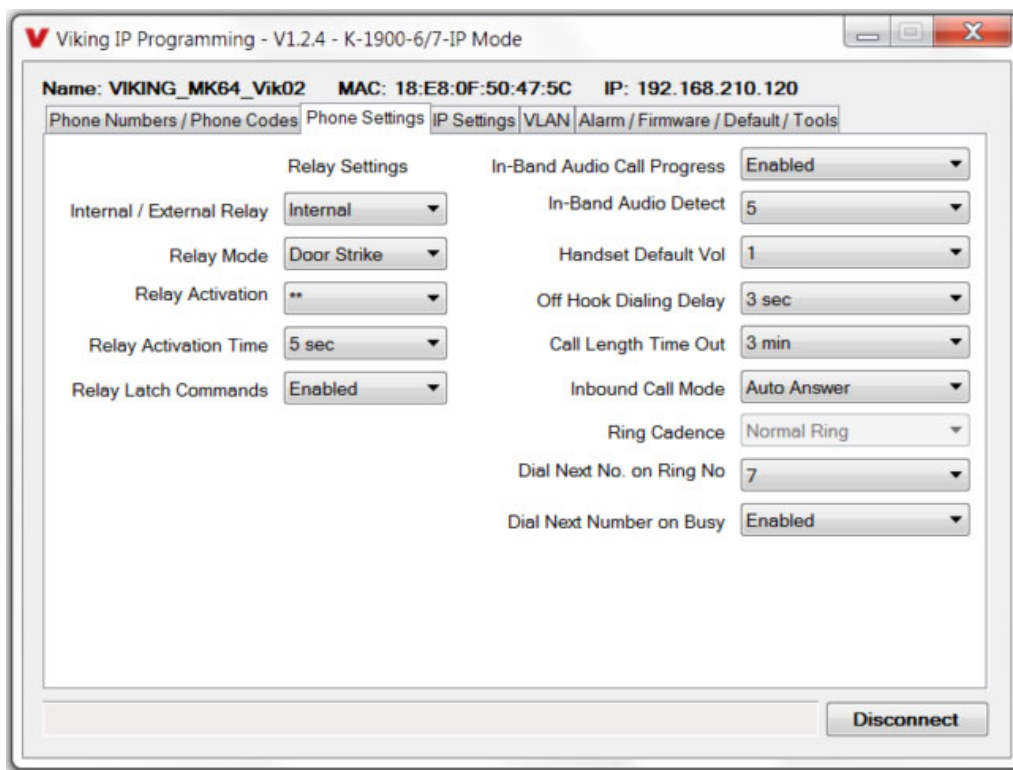 Viking IP Programming - V1.2.4 - K-1900-6/7-IP Mode
Name: VIKING_MK64_Vik02 MAC: 18:E8:0F:50:47:5C IP: 192.168.210.120
Phone Numbers / Phone Codes Phone Settings IP Settings VLAN Alarm / Firmware / Default / Tools
Relay Settings
Internal / External Relay Internal
Relay Mode Door Strike
Relay Activation **
Relay Activation Time 5 sec
Relay Latch Commands Enabled
In-Band Audio Call Progress Enabled
In-Band Audio Detect 5
Handset Default Vol 1
Off Hook Dialing Delay 3 sec
Call Length Time Out 3 min
Inbound Call Mode Auto Answer
Ring Cadence Normal Ring
Dial Next No. on Ring No 7
Dial Next Number on Busy Enabled
Disconnect